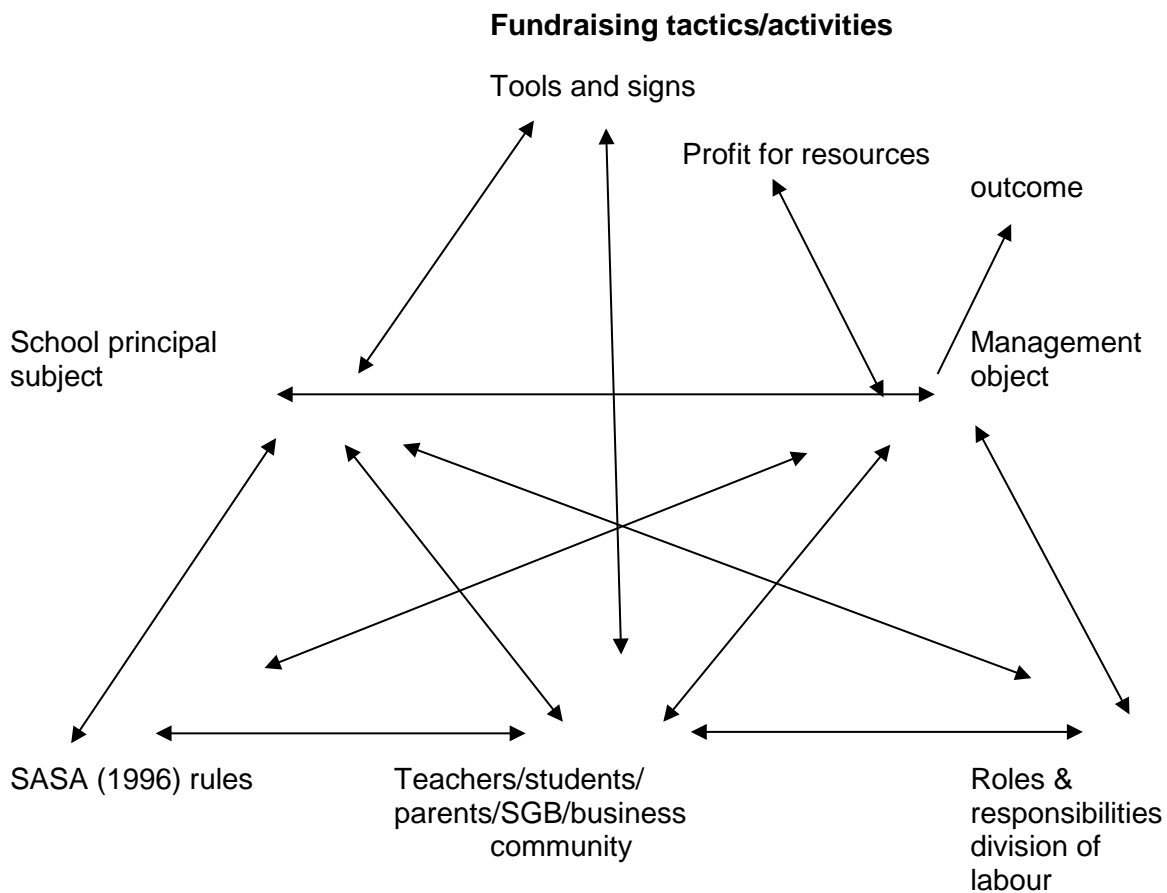 Fundraising tactics/activities
Tools and signs
Profit for resources
outcome
School principal
subject
Management
object
SASA (1996) rules
Teachers/students/
parents/SGB/business
community
Roles &
responsibilities
division of
labour